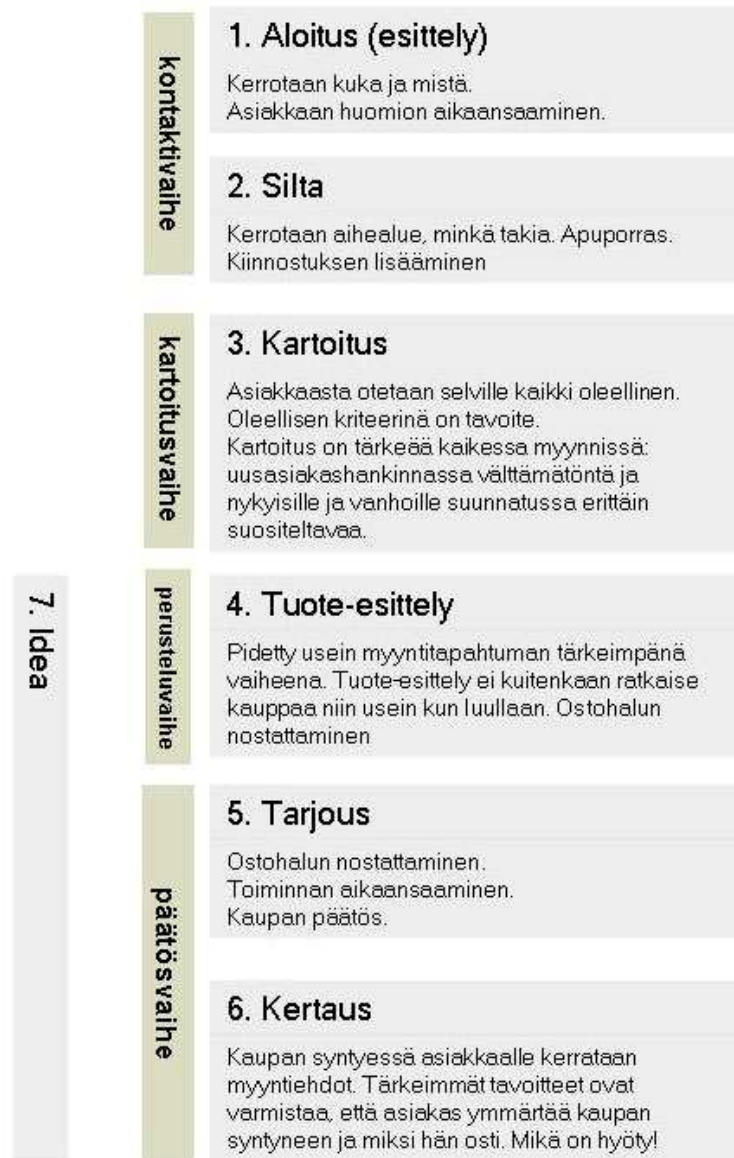 kontaktivaihe
1. Aloitus (esittely)
Kerrotaan kuka ja mistä.
Asiakkaan huomion aikaansaaminen.
2. Silta
Kerrotaan aihealue, minkä takia. Apuporras.
Kiinnostuksen lisääminen
kartoitusvaihe
3. Kartoitus
Asiakkaasta otetaan selville kaikki oleellinen.
Oleellisen kriteerinä on tavoite.
Kartoitus on tärkeää kaikessa myynnissä:
uusasiakashankinnassa välttämätöntä ja
nykyisille ja vanhoille suunnatussa erittäin
suositeltavaa.
7. Idea
perusteluvaihe
4. Tuote-esittely
Pidetty usein myyntitapahtuman tärkeimpänä
vaiheena. Tuote-esittely ei kuitenkaan ratkaise
kauppaa niin usein kun luullaan. Ostohalun
nostattaminen
päätösvaihe
5. Tarjous
Ostohalun nostattaminen.
Toiminnan aikaansaaminen.
Kaupan päätös.
6. Kertaus
Kaupan syntyessä asiakkaalle kerrataan
myyntiehdot. Tärkeimmät tavoitteet ovat
varmistaa, että asiakas ymmärtää kaupan
syntyneen ja miksi hän osti. Mikä on hyöty!